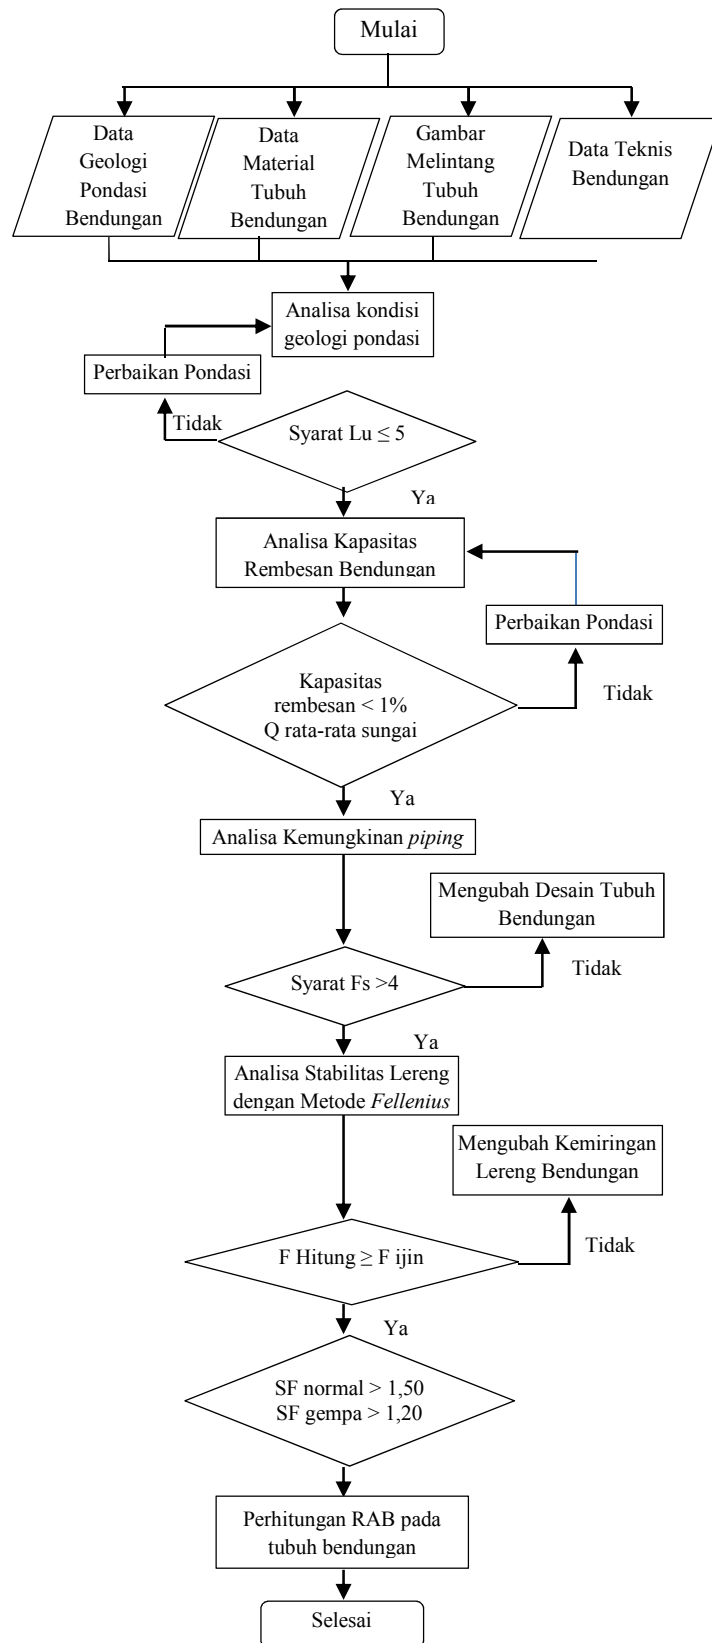 Mulai
Data
Geologi
Pondasi
Bendungan
Data
Material
Tubuh
Bendungan
Gambar
Melintang
Tubuh
Bendungan
Data Teknis
Bendungan
Analisa kondisi
geologi pondasi
Perbaikan Pondasi
Tidak
Syarat Lu ≤ 5
Ya
Analisa Kapasitas
Rembesan Bendungan
Perbaikan Pondasi
Kapasitas
rembesan < 1%
Q rata-rata sungai
Tidak
Ya
Analisa Kemungkinan piping
Mengubah Desain Tubuh
Bendungan
Syarat Fs >4
Tidak
Ya
Analisa Stabilitas Lereng
dengan Metode Fellenius
Mengubah Kemiringan
Lereng Bendungan
F Hitung ≥ F ijin
Tidak
Ya
SF normal > 1,50
SF gempa > 1,20
Perhitungan RAB pada
tubuh bendungan
Selesai